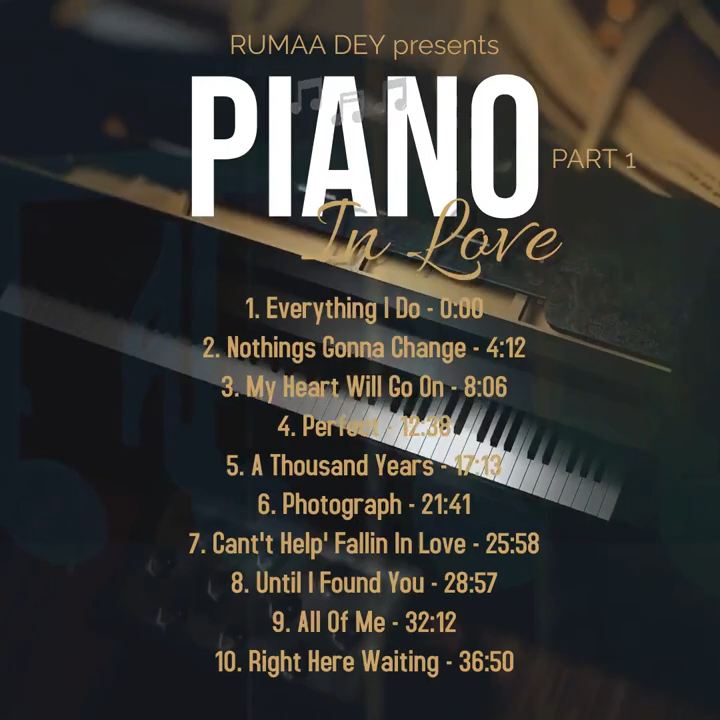 RUMAA DEY presents
PIANO
PART 1
In Love
1. Everything I Do - 0:00
2. Nothings Gonna Change - 4:12
3. My Heart Will Go On - 8:06
4. Perfect - 12:38
5. A Thousand Years - 17:13
6. Photograph - 21:41
7. Cant't Help' Fallin In Love - 25:58
8. Until I Found You - 28:57
9. All Of Me - 32:12
10. Right Here Waiting - 36:50